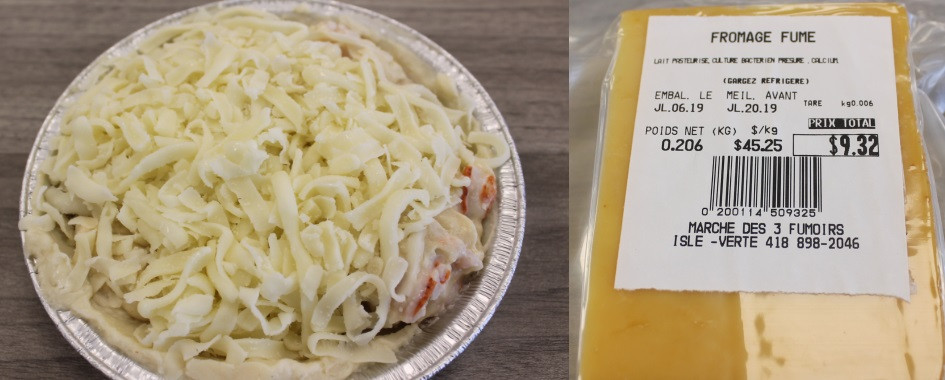 FROMAGE FUME
LAIT PASTEURISE, CULTURE BACTERIEN PRESURE , CALCIUM,
(GARGEZ REFRIGERE)
EMBAL. LE MEIL. AVANT
JL.06.19 JL.20.19 TARE kg0.006
PRIX TOTAL
POIDS NET (KG) $/kg
0.206 $45.25 $9.32
0 200114 509325
MARCHE DES 3 FUMOIRS
ISLE -VERTE 418 898-2046